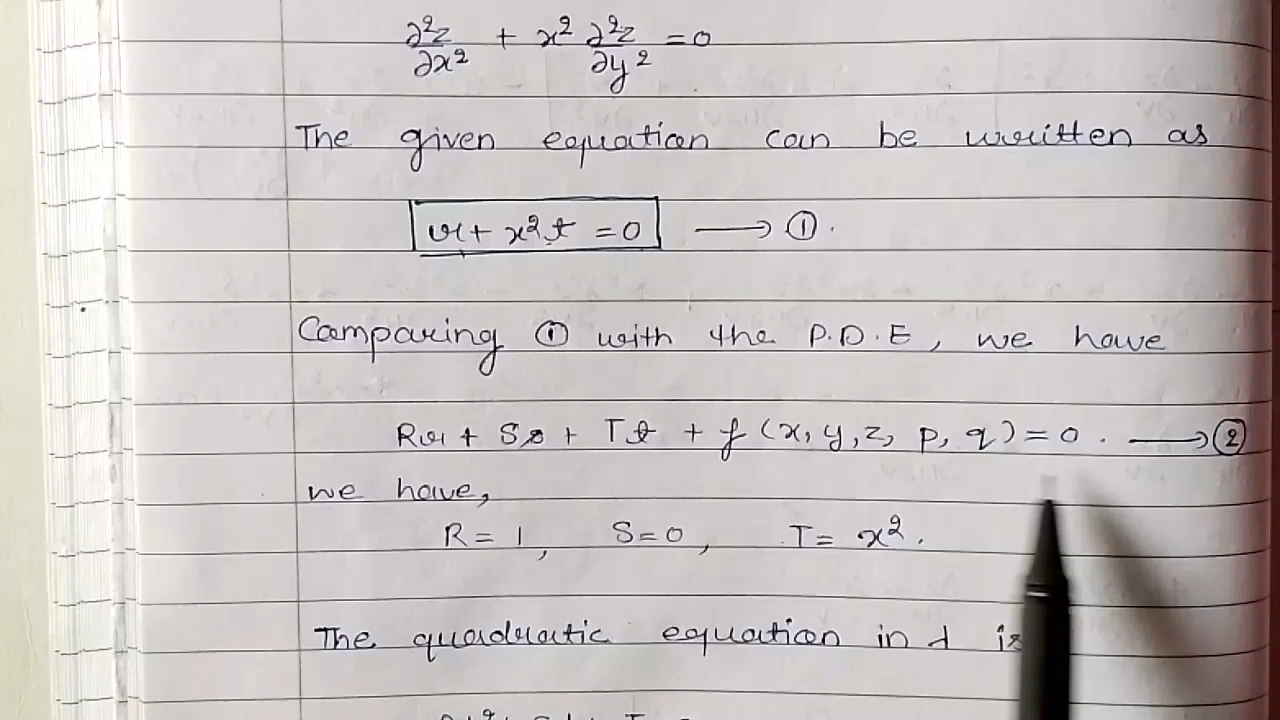 ∂²z/∂x² + x² ∂²z/∂y² = 0
The given equation can be written as
r + x²t = 0 ⟶ ①.
Comparing ① with the P.D.E, we have
Rr + Ss + Tt + f (x, y, z, p, q) = 0. ⟶ ②
we have,
R = 1, S = 0, T = x².
The quadratic equation in λ is